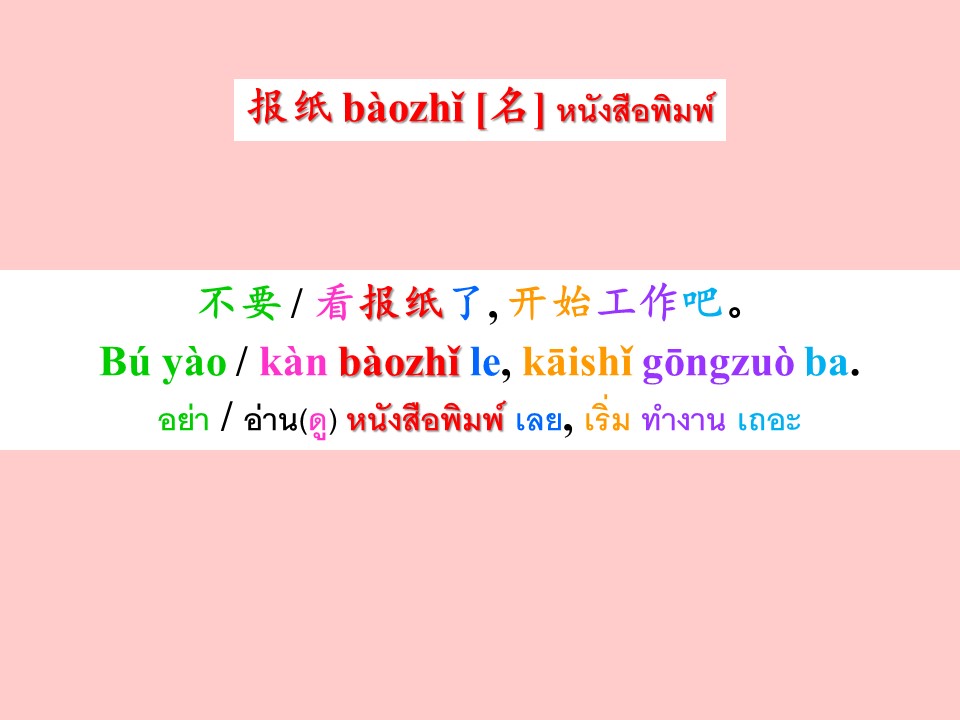 报纸 bàozhǐ [名] หนังสือพิมพ์
不要 / 看报纸了, 开始工作吧。
Bú yào / kàn bàozhǐ le, kāishǐ gōngzuò ba.
อย่า / อ่าน(ดู) หนังสือพิมพ์ เลย, เริ่ม ทำงาน เถอะ